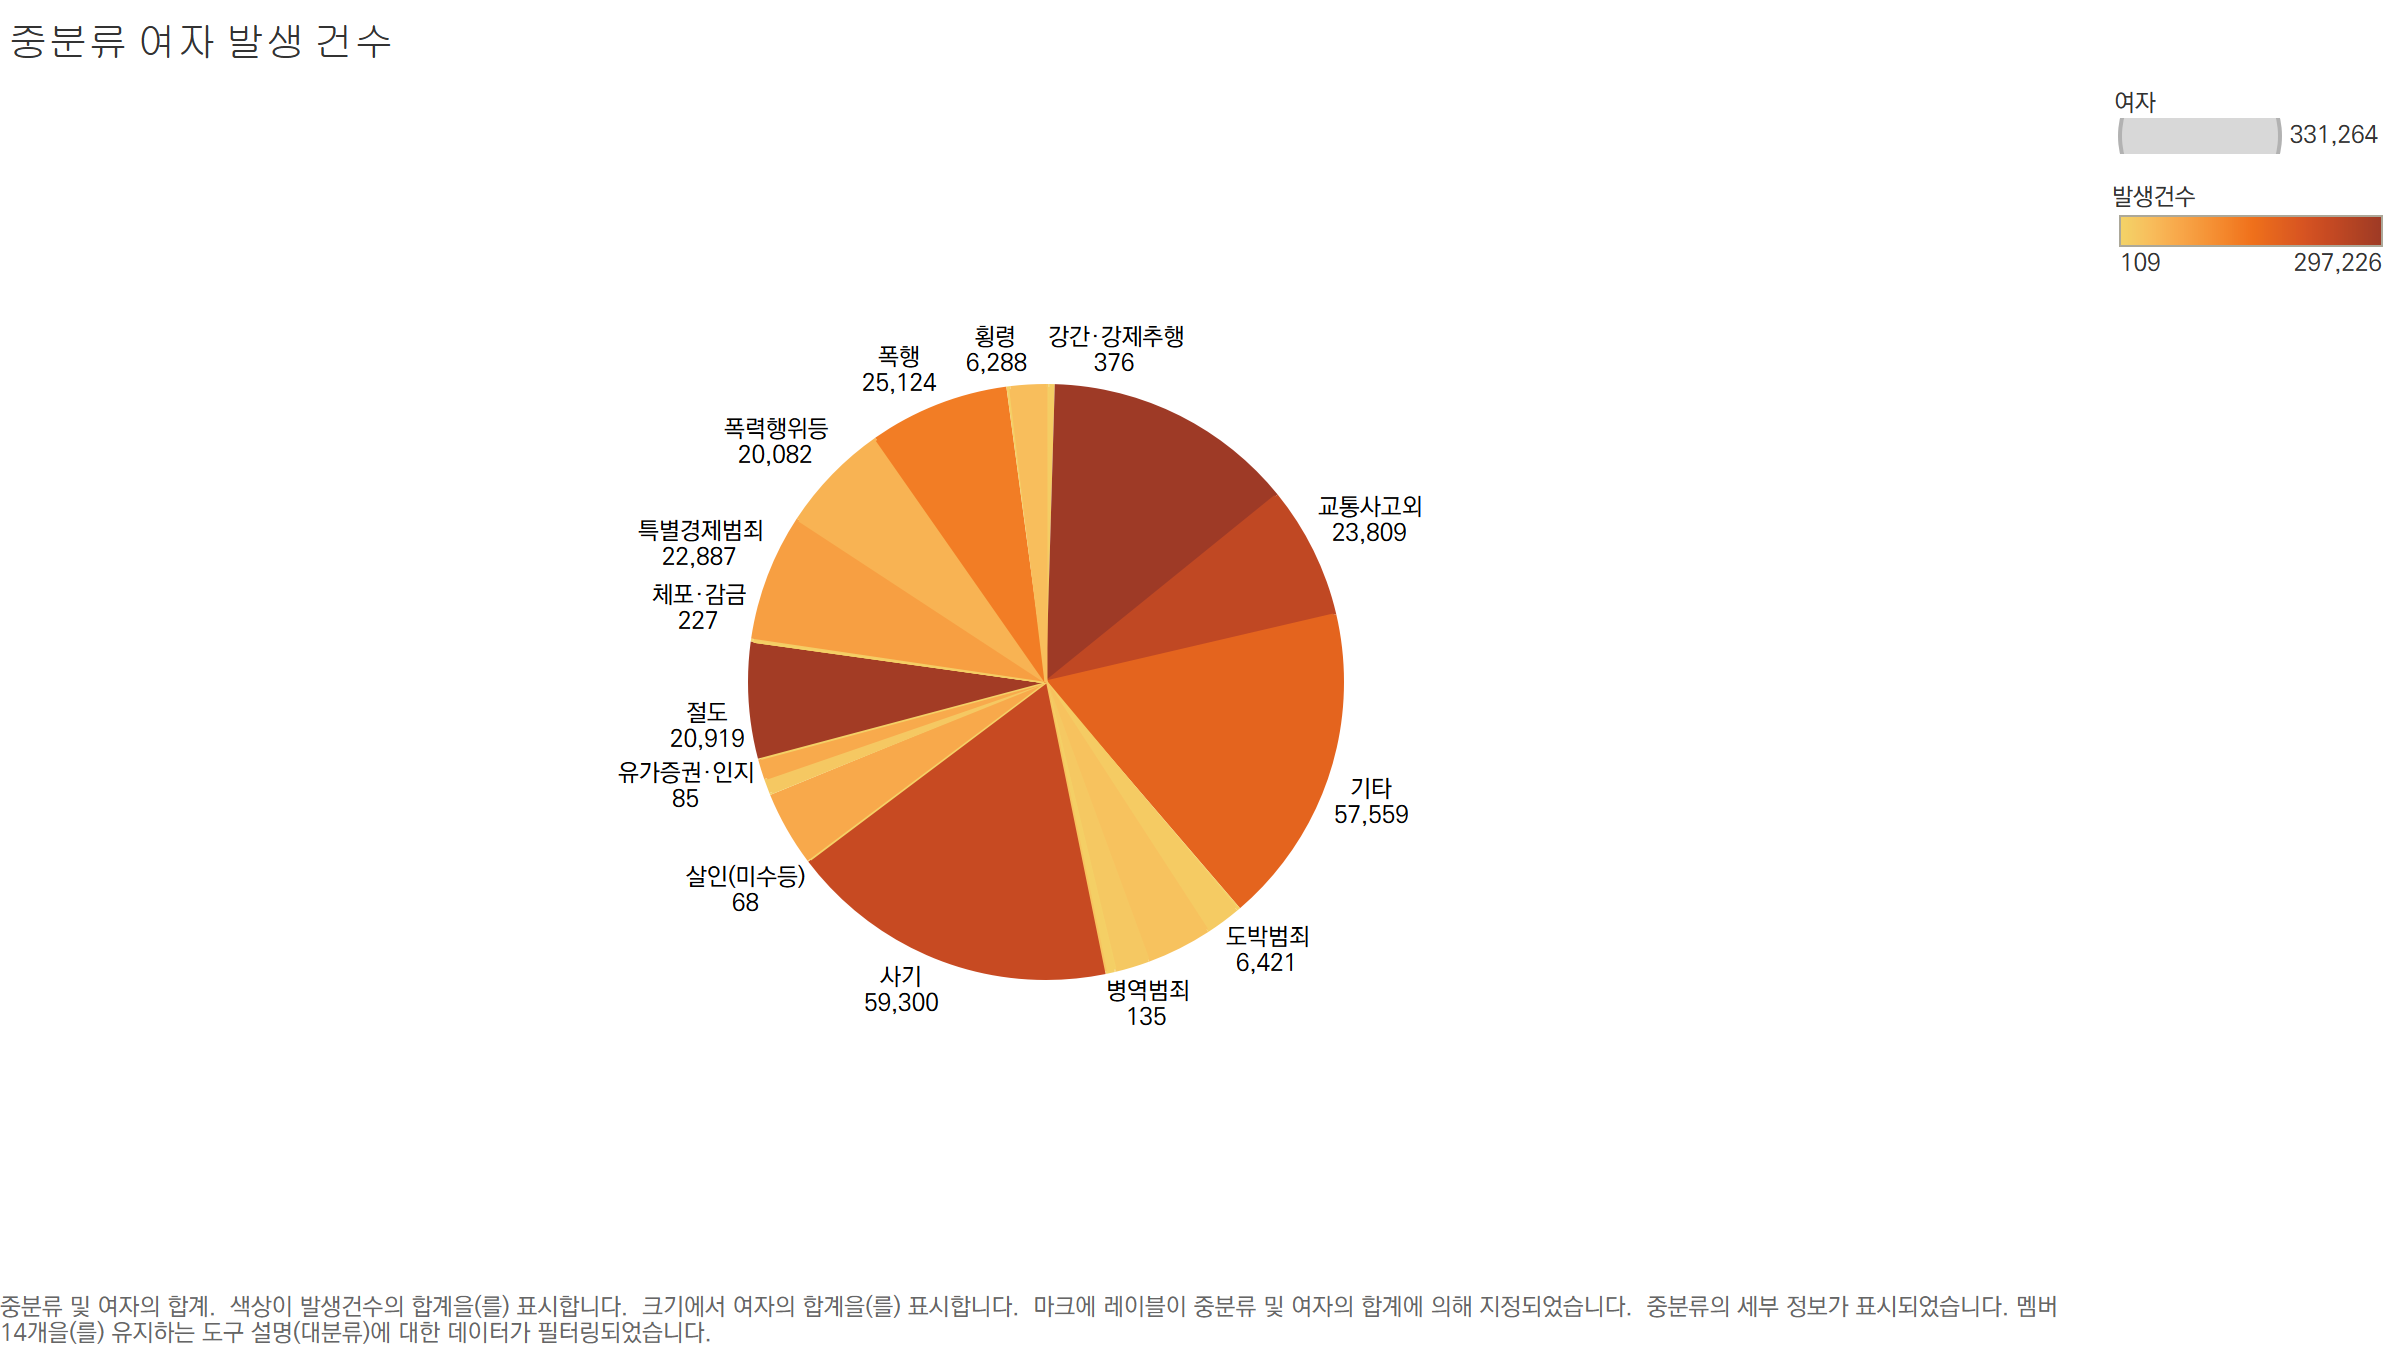 중분류 여자 발생 건수
여자
331,264
발생건수
109
297,226
횡령
6,288
강간·강제추행
376
폭행
25,124
폭력행위등
20,082
교통사고외
23,809
특별경제범죄
22,887
체포·감금
227
절도
20,919
유가증권·인지
85
기타
57,559
살인(미수등)
68
도박범죄
6,421
사기
59,300
병역범죄
135
중분류 및 여자의 합계.  색상이 발생건수의 합계을(를) 표시합니다.  크기에서 여자의 합계을(를) 표시합니다.  마크에 레이블이 중분류 및 여자의 합계에 의해 지정되었습니다.  중분류의 세부 정보가 표시되었습니다. 멤버
14개을(를) 유지하는 도구 설명(대분류)에 대한 데이터가 필터링되었습니다.